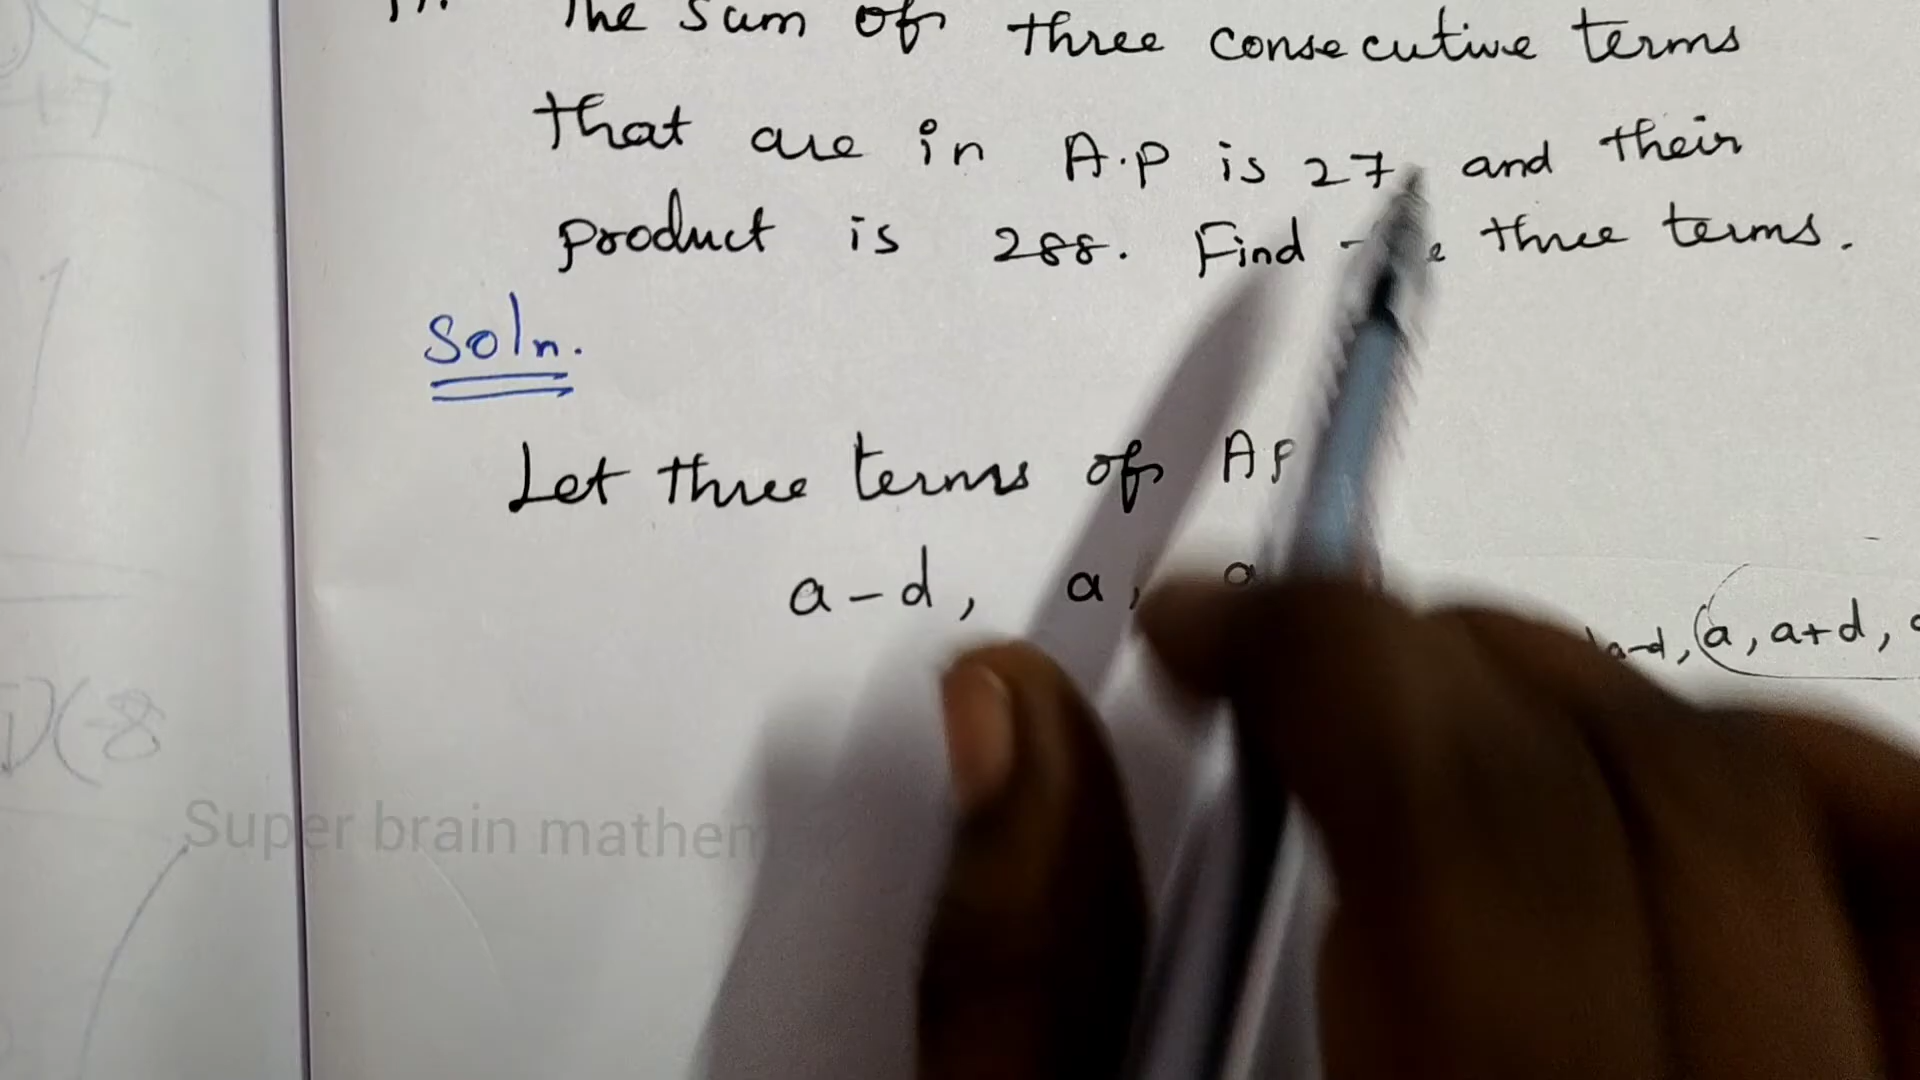 The sum of three consecutive terms
that are in A.P is 27 and their
product is 288. Find three terms.
Soln.
Let three terms of AP
a-d, a, a
a-d, (a, a+d,
Super brain mathem